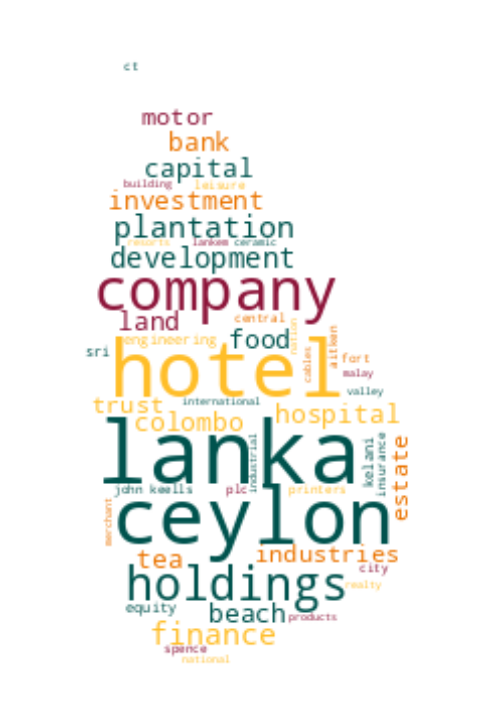 ct
motor
bank
capital
building leisure
investment
plantation
resorts lankem ceramic
development
company
land central
engineering food nation
sri hotel cables aitken fort
malay
valley
trust international
colombo hospital
lanka industrial kelani insurance estate
john keells plc printers
merchant ceylon
tea industries
city
holdings realty
equity beach products
finance
spence
national